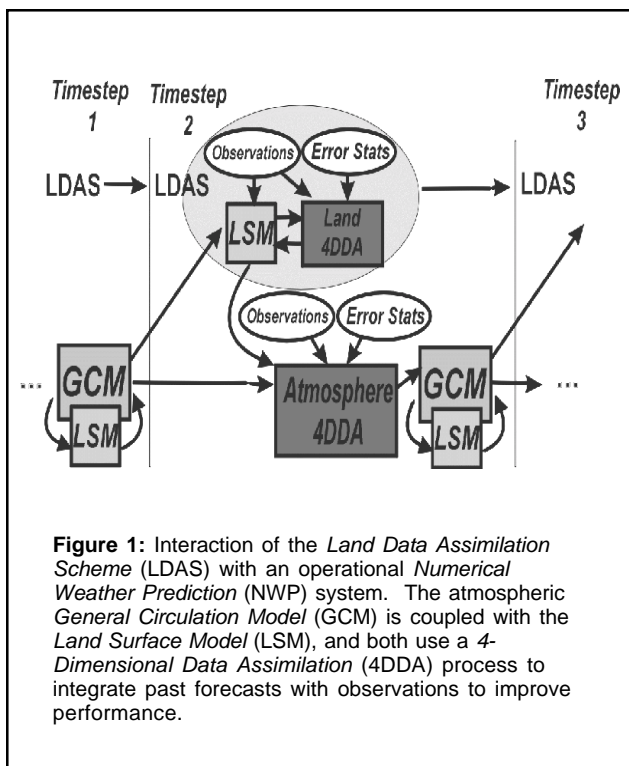 Timestep 1
Timestep 2
Timestep 3
LDAS
LDAS
LDAS
Observations
Error Stats
LSM
Land
4DDA
Observations
Error Stats
...
GCM
LSM
Atmosphere
4DDA
GCM
LSM
...
Figure 1: Interaction of the Land Data Assimilation
Scheme (LDAS) with an operational Numerical
Weather Prediction (NWP) system. The atmospheric
General Circulation Model (GCM) is coupled with the
Land Surface Model (LSM), and both use a 4-
Dimensional Data Assimilation (4DDA) process to
integrate past forecasts with observations to improve
performance.